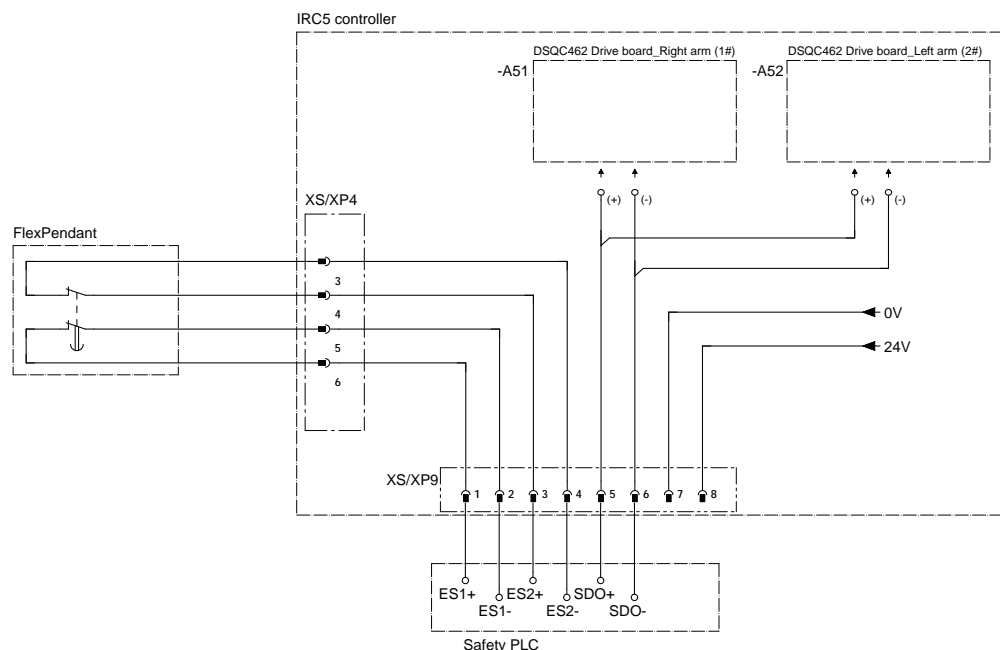 IRC5 controller
DSQC462 Drive board_Right arm (1#)
DSQC462 Drive board_Left arm (2#)
-A51
-A52
XS/XP4
(+)
(-)
(+)
(-)
FlexPendant
3
4
0V
5
24V
6
XS/XP9
1
2
3
4
5
6
7
8
ES1+
ES2+
SDO+
ES1-
ES2-
SDO-
Safety PLC